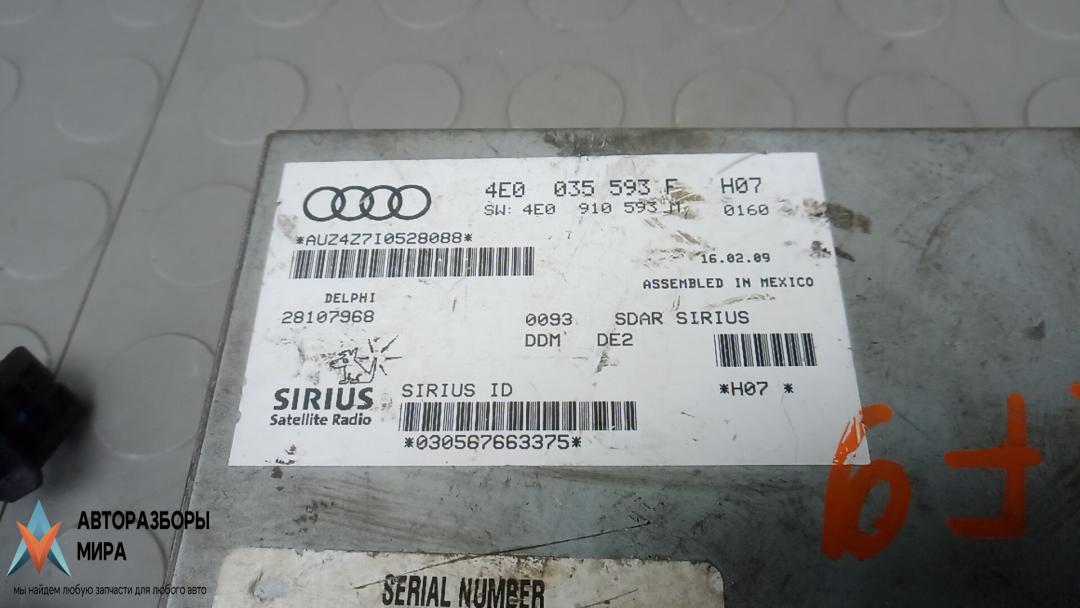 4E0 035 593 F H07
SW: 4E0 910 593 M 0160
*AUZ4Z7I0528088*
16.02.09
ASSEMBLED IN MEXICO
DELPHI
28107968
0093 SDAR SIRIUS
DDM DE2
*H07 *
SIRIUS
Satellite Radio
SIRIUS ID
*030567663375*
SERIAL NUMBER
АВТОРАЗБОРЫ
МИРА
мы найдем любую запчасти для любого авто